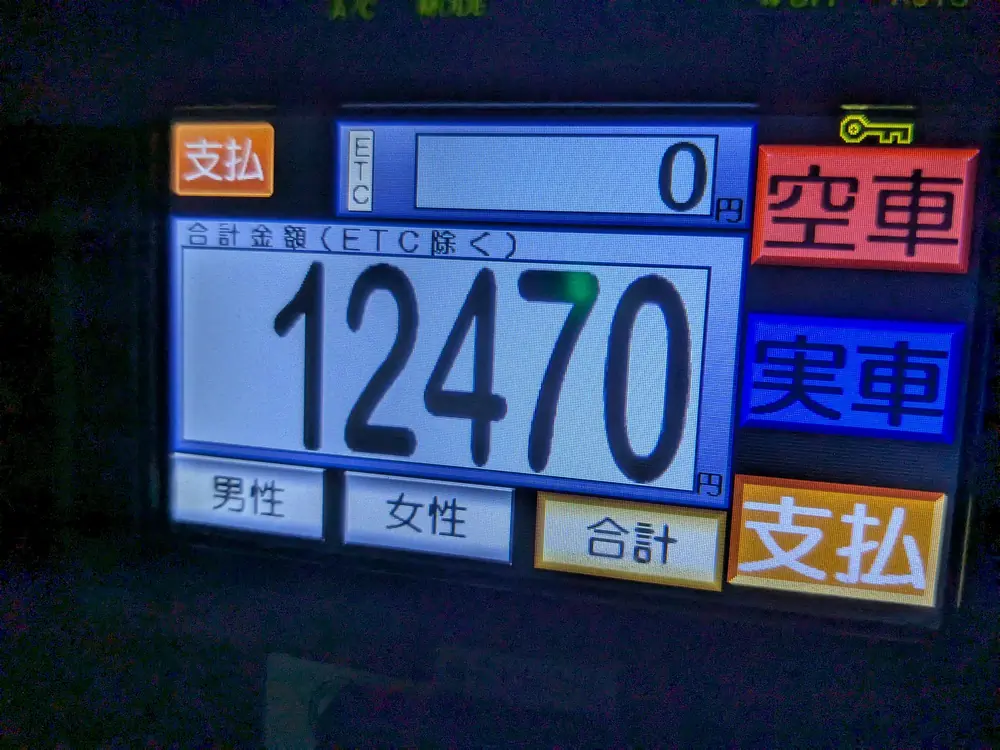 A/C MODE
支払
ETC
0
円
空車
合計金額(ETC除く)
12470
円
実車
男性
女性
合計
支払